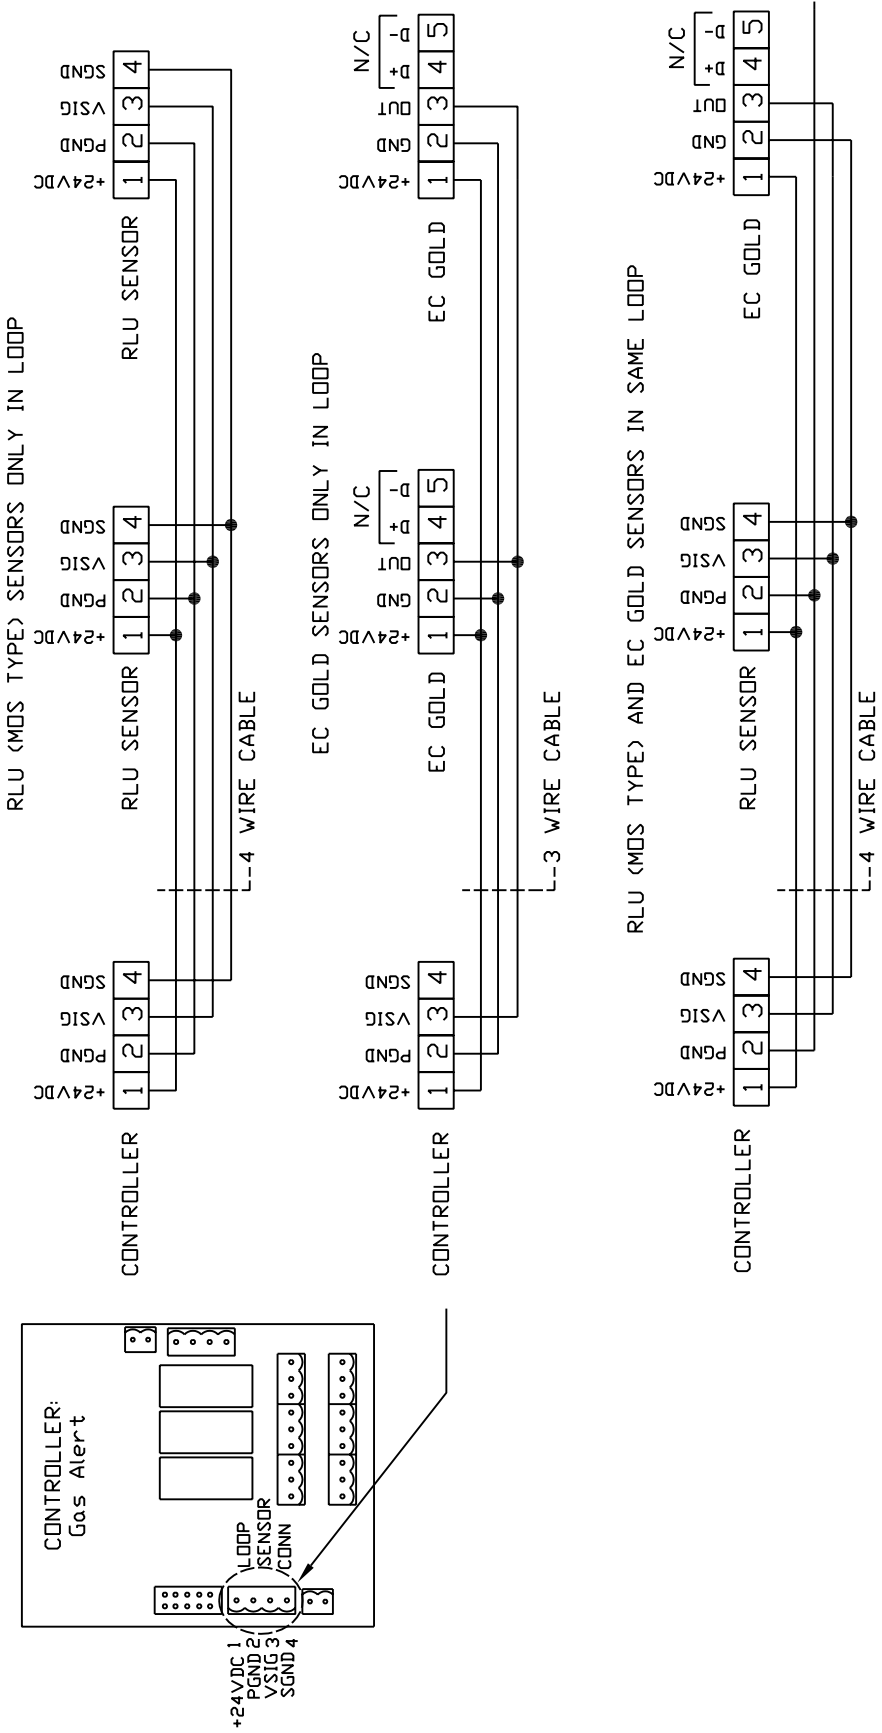 RLU (MOS TYPE) SENSORS ONLY IN LOOP
CONTROLLER
+24VDC
PGND
VSIG
SGND
1 2 3 4
4 WIRE CABLE
RLU SENSOR
+24VDC
PGND
VSIG
SGND
1 2 3 4
RLU SENSOR
+24VDC
PGND
VSIG
SGND
1 2 3 4
EC GOLD SENSORS ONLY IN LOOP
CONTROLLER
+24VDC
PGND
VSIG
SGND
1 2 3 4
3 WIRE CABLE
EC GOLD
+24VDC
GND
OUT
D+
D-
N/C
1 2 3 4 5
EC GOLD
+24VDC
GND
OUT
D+
D-
N/C
1 2 3 4 5
RLU (MOS TYPE) AND EC GOLD SENSORS IN SAME LOOP
CONTROLLER
+24VDC
PGND
VSIG
SGND
1 2 3 4
4 WIRE CABLE
RLU SENSOR
+24VDC
PGND
VSIG
SGND
1 2 3 4
EC GOLD
+24VDC
GND
OUT
D+
D-
N/C
1 2 3 4 5
CONTROLLER:
Gas Alert
LOOP
SENSOR
CONN
+24VDC 1
PGND 2
VSIG 3
SGND 4